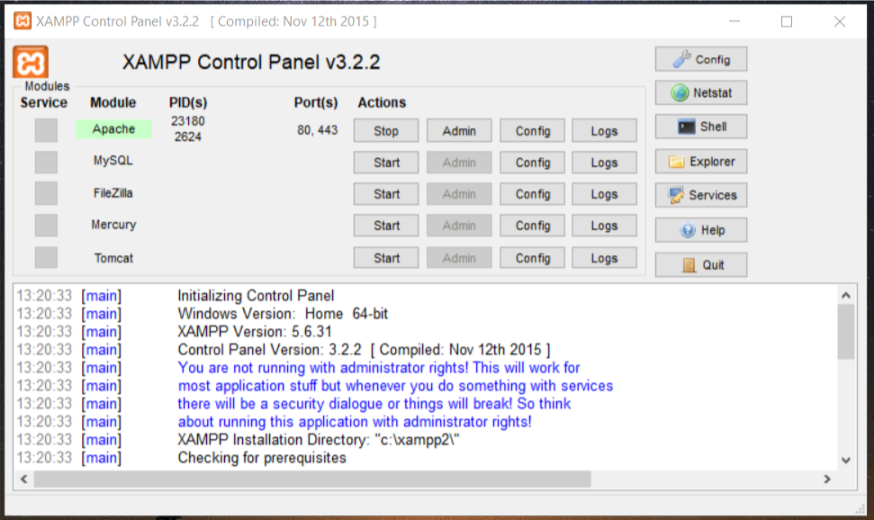 XAMPP Control Panel v3.2.2 [ Compiled: Nov 12th 2015 ]
XAMPP Control Panel v3.2.2
Modules
Service Module PID(s) Port(s) Actions
Apache 23180 2624 80, 443 Stop Admin Config Logs
MySQL Start Admin Config Logs
FileZilla Start Admin Config Logs
Mercury Start Admin Config Logs
Tomcat Start Admin Config Logs
Config
Netstat
Shell
Explorer
Services
Help
Quit
13:20:33 [main] Initializing Control Panel
13:20:33 [main] Windows Version: Home 64-bit
13:20:33 [main] XAMPP Version: 5.6.31
13:20:33 [main] Control Panel Version: 3.2.2 [ Compiled: Nov 12th 2015 ]
13:20:33 [main] You are not running with administrator rights! This will work for
13:20:33 [main] most application stuff but whenever you do something with services
13:20:33 [main] there will be a security dialogue or things will break! So think
13:20:33 [main] about running this application with administrator rights!
13:20:33 [main] XAMPP Installation Directory: "c:\xampp2\"
13:20:33 [main] Checking for prerequisites